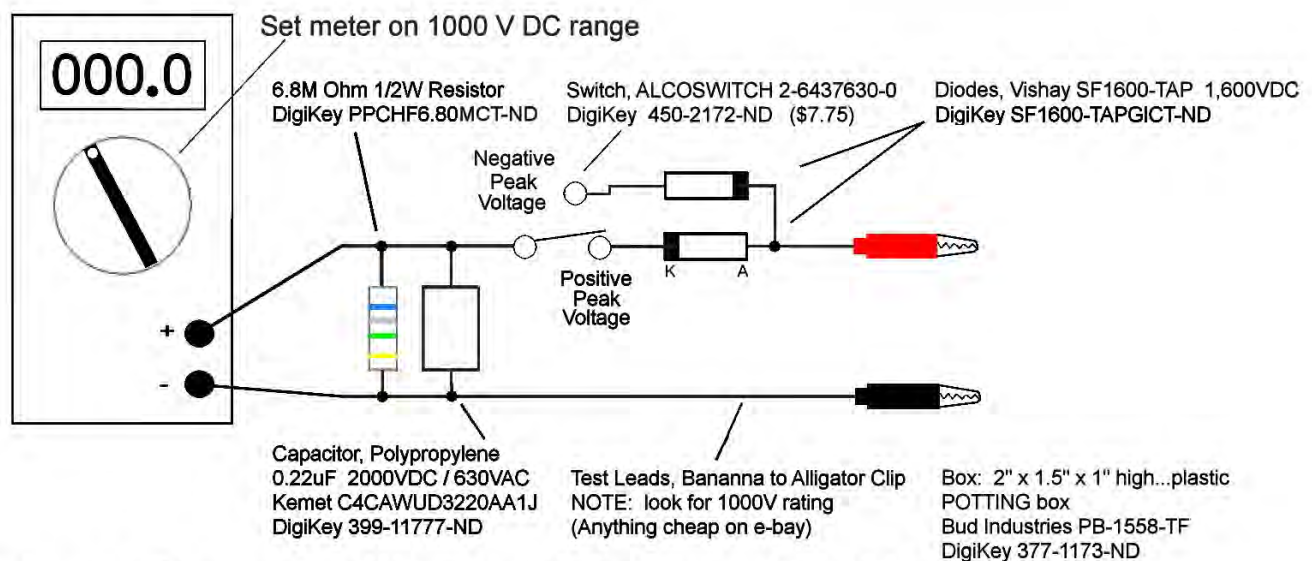 Set meter on 1000 V DC range
000.0
6.8M Ohm 1/2W Resistor
DigiKey PPCHF6.80MCT-ND
Switch, ALCOSWITCH 2-6437630-0
DigiKey 450-2172-ND ($7.75)
Diodes, Vishay SF1600-TAP 1,600VDC
DigiKey SF1600-TAPGICT-ND
Negative
Peak
Voltage
K
A
Positive
Peak
Voltage
+
-
Capacitor, Polypropylene
0.22uF 2000VDC / 630VAC
Kemet C4CAWUD3220AA1J
DigiKey 399-11777-ND
Test Leads, Bananna to Alligator Clip
NOTE: look for 1000V rating
(Anything cheap on e-bay)
Box: 2" x 1.5" x 1" high...plastic
POTTING box
Bud Industries PB-1558-TF
DigiKey 377-1173-ND